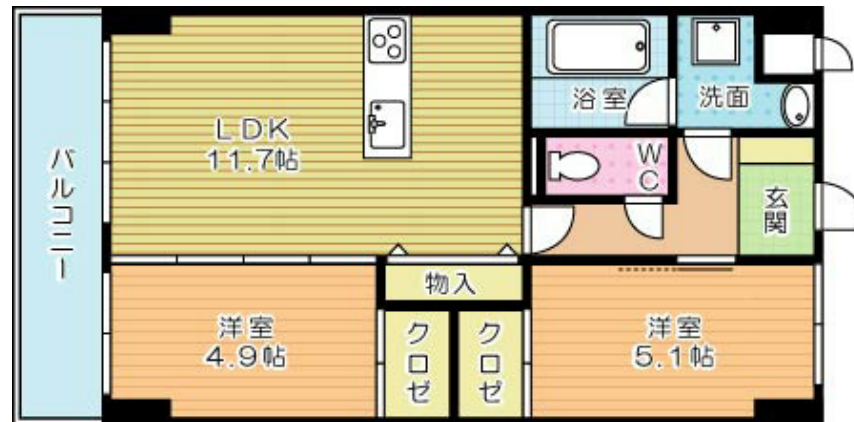 バルコニー
LDK
11.7帖
浴室
洗面
WC
玄関
物入
洋室
4.9帖
クロゼ
クロゼ
洋室
5.1帖